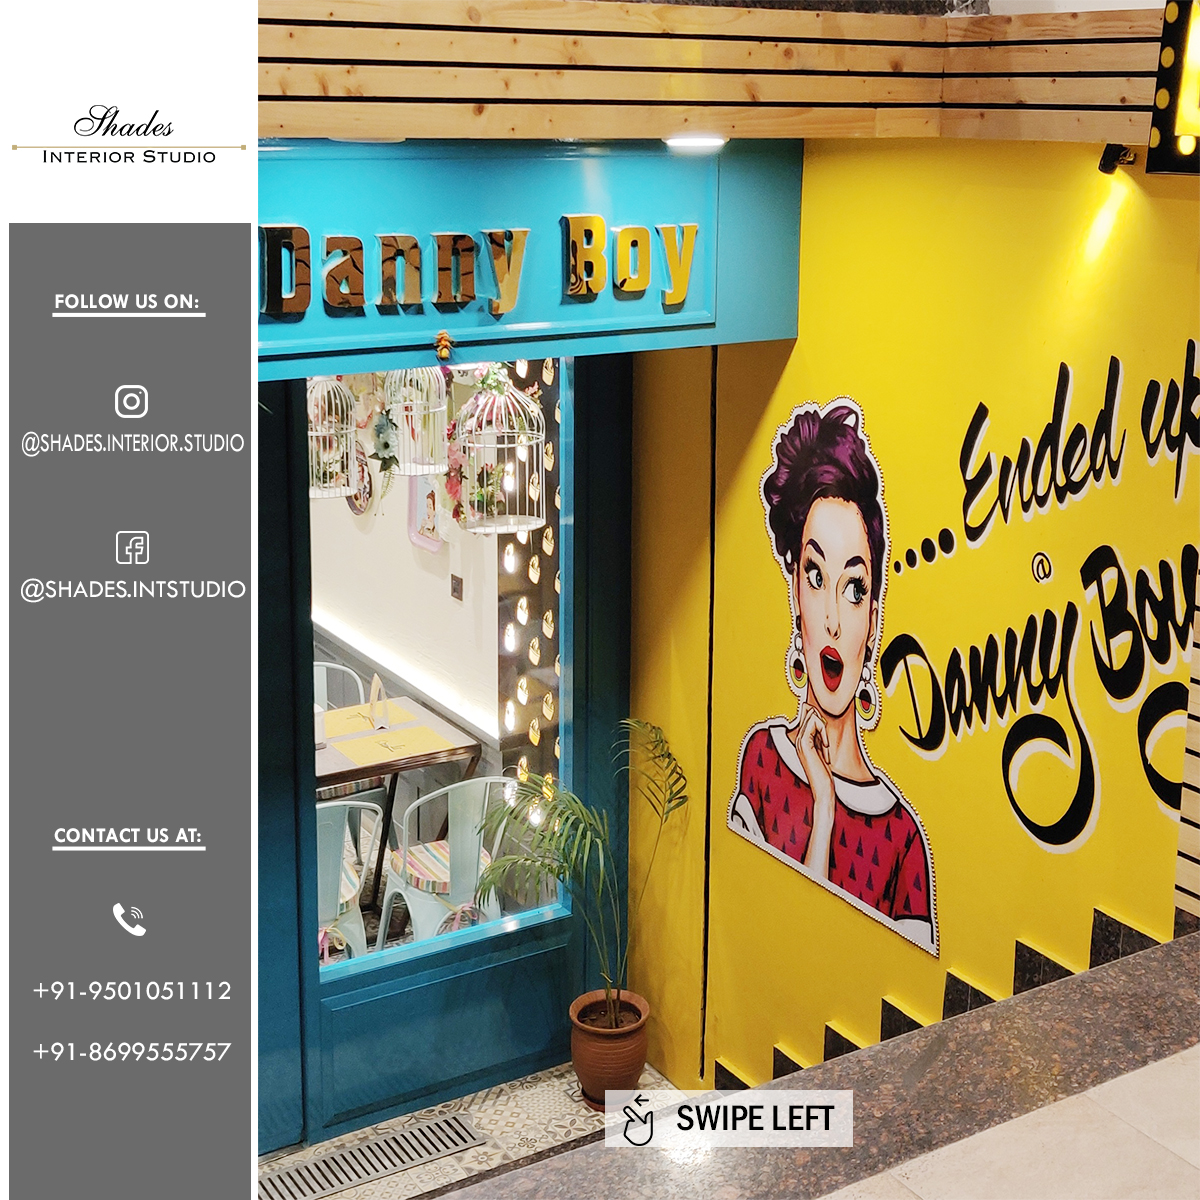 Shades
INTERIOR STUDIO
FOLLOW US ON:
@SHADES.INTERIOR.STUDIO
@SHADES.INTSTUDIO
CONTACT US AT:
+91-9501051112
+91-8699555757
Danny Boy
....Ended up
@
Danny Boy
SWIPE LEFT